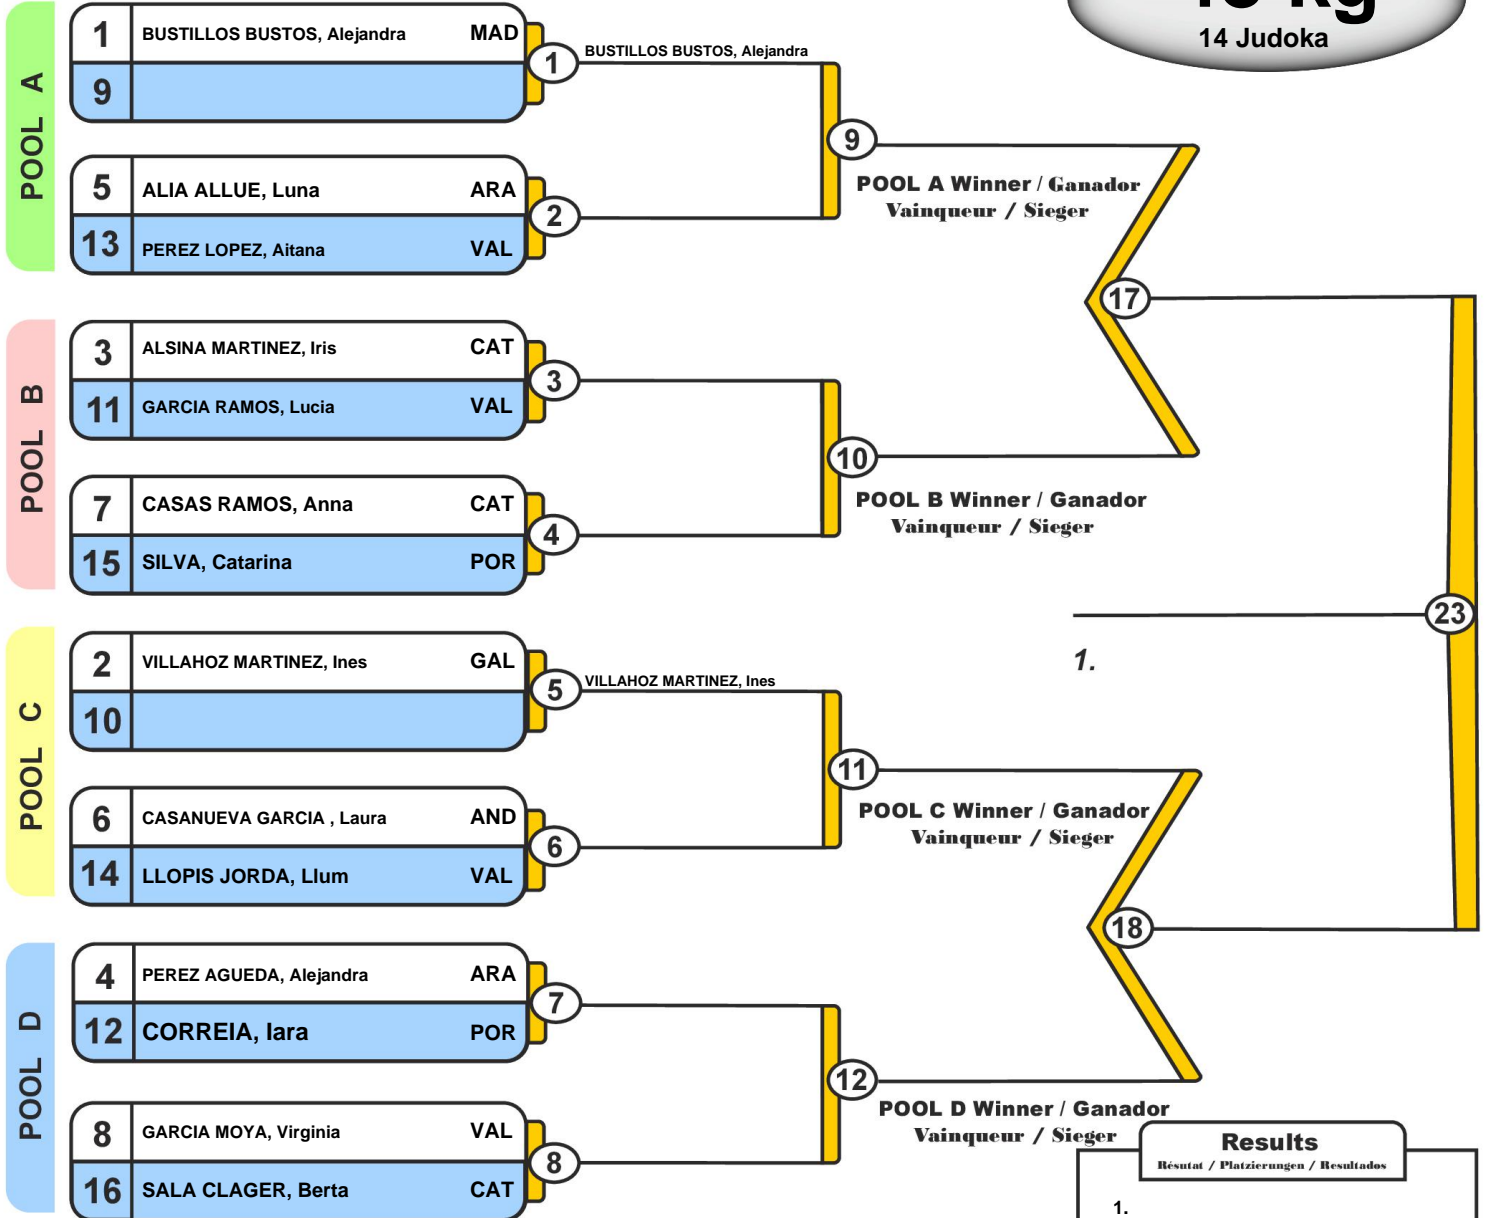 14 Judoka
POOL A
1 BUSTILLOS BUSTOS, Alejandra MAD
9
1
BUSTILLOS BUSTOS, Alejandra
5 ALIA ALLUE, Luna ARA
13 PEREZ LOPEZ, Aitana VAL
2
9
POOL A Winner / Ganador
Vainqueur / Sieger
17
POOL B
3 ALSINA MARTINEZ, Iris CAT
11 GARCIA RAMOS, Lucia VAL
3
7 CASAS RAMOS, Anna CAT
15 SILVA, Catarina POR
4
10
POOL B Winner / Ganador
Vainqueur / Sieger
23
1.
POOL C
2 VILLAHOZ MARTINEZ, Ines GAL
10
5
VILLAHOZ MARTINEZ, Ines
6 CASANUEVA GARCIA , Laura AND
14 LLOPIS JORDA, Llum VAL
6
11
POOL C Winner / Ganador
Vainqueur / Sieger
18
POOL D
4 PEREZ AGUEDA, Alejandra ARA
12 CORREIA, Iara POR
7
8 GARCIA MOYA, Virginia VAL
16 SALA CLAGER, Berta CAT
8
12
POOL D Winner / Ganador
Vainqueur / Sieger
Results
Résutat / Platzierungen / Resultados
1.